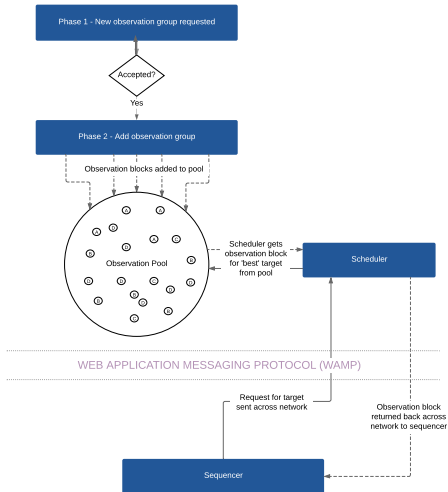 Phase 1 - New observation group requested
Accepted?
Yes
Phase 2 - Add observation group
Observation blocks added to pool
Observation Pool
Scheduler gets
observation block
for 'best' target
from pool
Scheduler
WEB APPLICATION MESSAGING PROTOCOL (WAMP)
Request for target
sent across network
Observation block
returned back across
network to sequencer
Sequencer